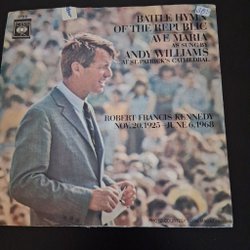 BATTLE HYMN
OF THE REPUBLIC
AVE MARIA
AS SUNG BY
ANDY WILLIAMS
AT ST. PATRICK'S CATHEDRAL
ROBERT FRANCIS KENNEDY
NOV. 20, 1925 – JUNE 6, 1968